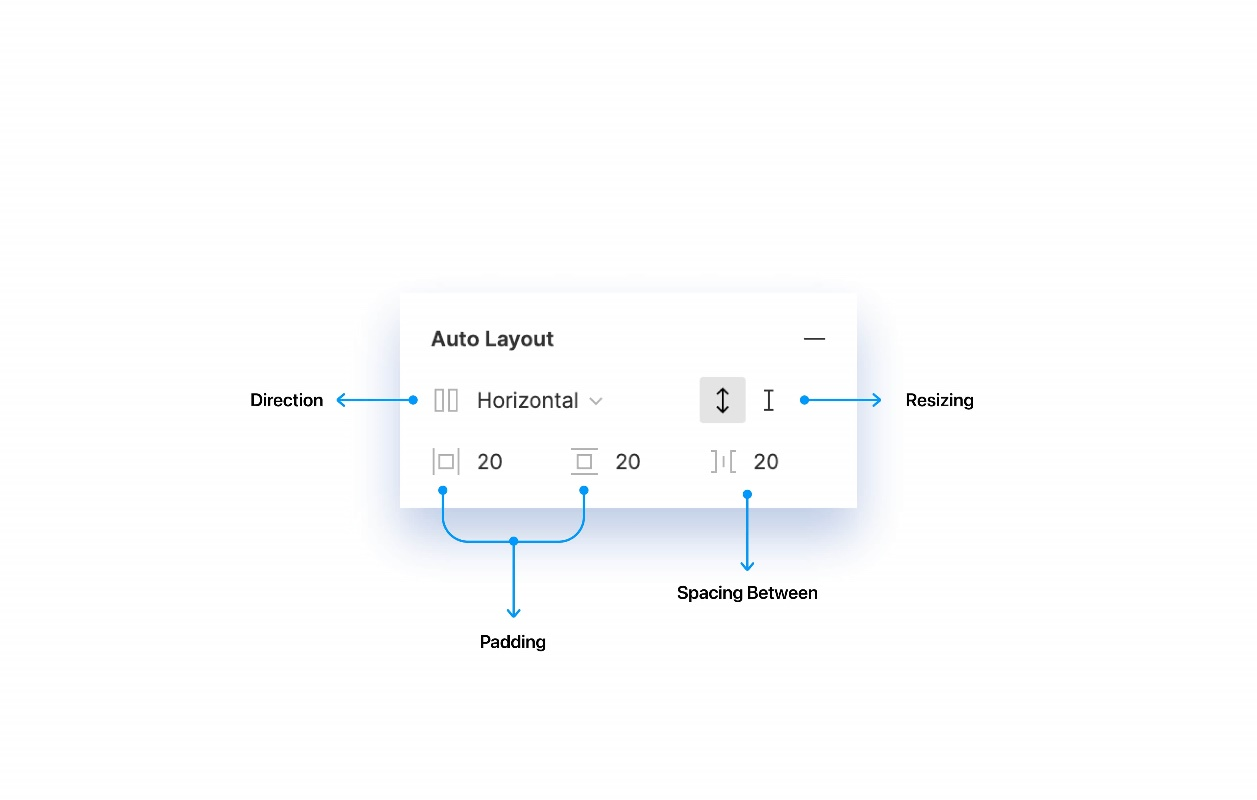 Auto Layout
Direction
Horizontal
Resizing
20
20
20
Spacing Between
Padding